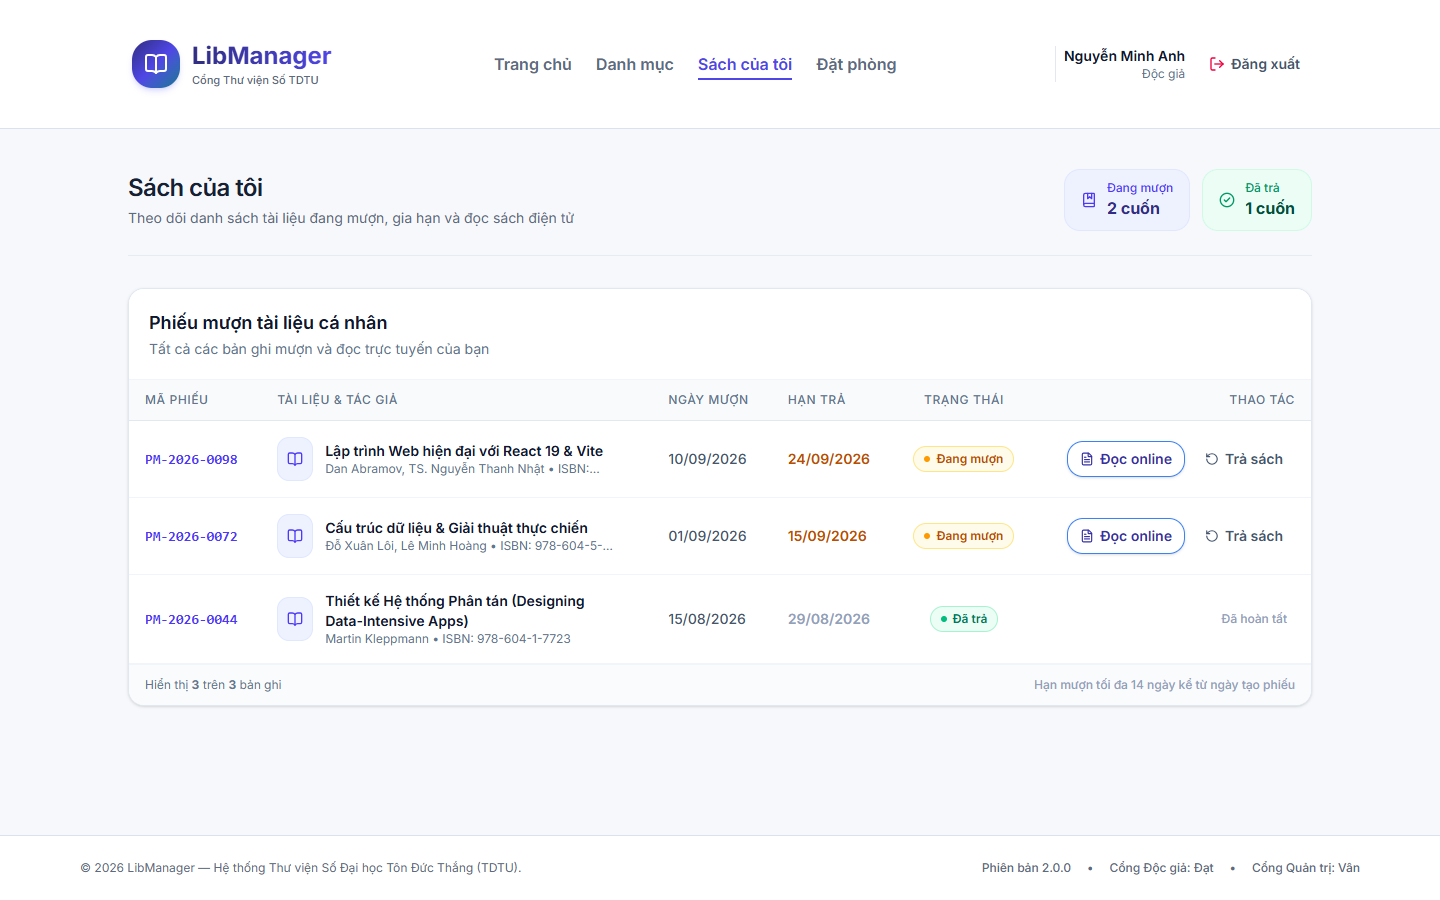 LibManager
Cổng Thư viện Số TDTU
Trang chủ
Danh mục
Sách của tôi
Đặt phòng
Nguyễn Minh Anh
Độc giả
Đăng xuất
Sách của tôi
Theo dõi danh sách tài liệu đang mượn, gia hạn và đọc sách điện tử
Đang mượn
2 cuốn
Đã trả
1 cuốn
Phiếu mượn tài liệu cá nhân
Tất cả các bản ghi mượn và đọc trực tuyến của bạn
MÃ PHIẾU
TÀI LIỆU & TÁC GIẢ
NGÀY MƯỢN
HẠN TRẢ
TRẠNG THÁI
THAO TÁC
PM-2026-0098
Lập trình Web hiện đại với React 19 & Vite
Dan Abramov, TS. Nguyễn Thanh Nhật • ISBN:...
10/09/2026
24/09/2026
Đang mượn
Đọc online
Trả sách
PM-2026-0072
Cấu trúc dữ liệu & Giải thuật thực chiến
Đỗ Xuân Lôi, Lê Minh Hoàng • ISBN: 978-604-5-...
01/09/2026
15/09/2026
Đang mượn
Đọc online
Trả sách
PM-2026-0044
Thiết kế Hệ thống Phân tán (Designing
Data-Intensive Apps)
Martin Kleppmann • ISBN: 978-604-1-7723
15/08/2026
29/08/2026
Đã trả
Đã hoàn tất
Hiển thị 3 trên 3 bản ghi
Hạn mượn tối đa 14 ngày kể từ ngày tạo phiếu
© 2026 LibManager — Hệ thống Thư viện Số Đại học Tôn Đức Thắng (TDTU).
Phiên bản 2.0.0 • Cổng Độc giả: Đạt • Cổng Quản trị: Vân